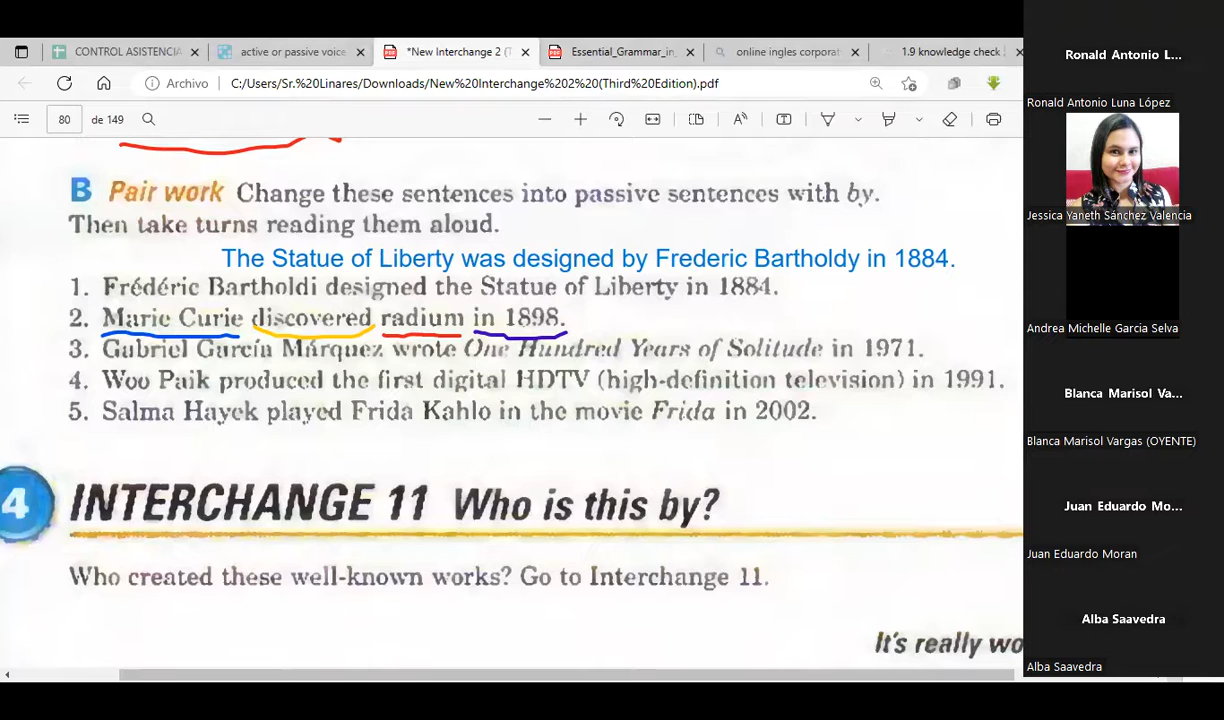 CONTROL ASISTENCIA
active or passive voice
*New Interchange 2 (T
Essential_Grammar_in_
online ingles corporat
1.9 knowledge check
Archivo
C:/Users/Sr.%20Linares/Downloads/New%20Interchange%202%20(Third%20Edition).pdf
80 de 149
B Pair work Change these sentences into passive sentences with by.
Then take turns reading them aloud.
The Statue of Liberty was designed by Frederic Bartholdy in 1884.
1. Frédéric Bartholdi designed the Statue of Liberty in 1884.
2. Marie Curie discovered radium in 1898.
3. Gabriel García Márquez wrote One Hundred Years of Solitude in 1971.
4. Woo Paik produced the first digital HDTV (high-definition television) in 1991.
5. Salma Hayek played Frida Kahlo in the movie Frida in 2002.
4 INTERCHANGE 11 Who is this by?
Who created these well-known works? Go to Interchange 11.
It's really wo
Ronald Antonio L...
Ronald Antonio Luna López
Jessica Yaneth Sánchez Valencia
Andrea Michelle Garcia Selva
Blanca Marisol Va...
Blanca Marisol Vargas (OYENTE)
Juan Eduardo Mo...
Juan Eduardo Moran
Alba Saavedra
Alba Saavedra